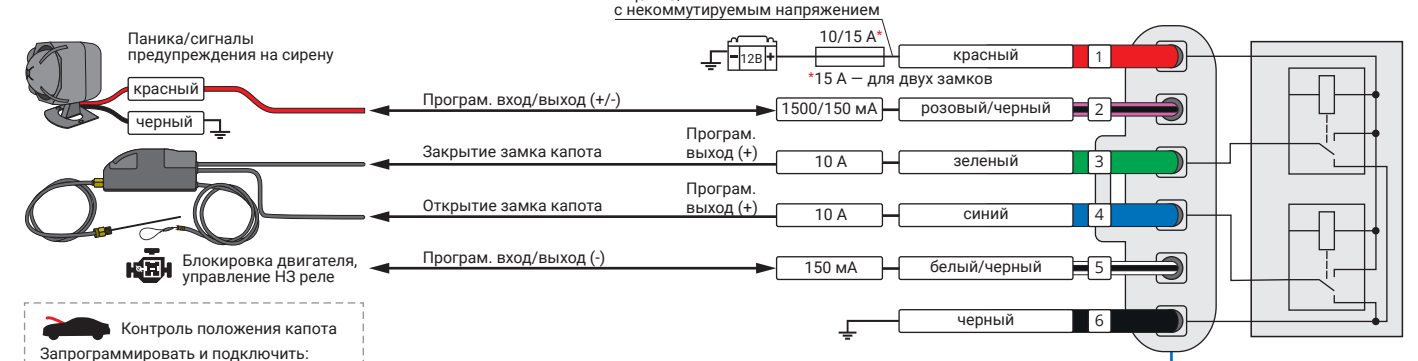 с некоммутируемым напряжением
Паника/сигналы
предупреждения на сирену
красный
черный
12В
10/15 А*
*15 А — для двух замков
красный
1
Програм. вход/выход (+/-)
1500/150 мА
розовый/черный
2
Закрытие замка капота
Програм.
выход (+)
10 А
зеленый
3
Открытие замка капота
Програм.
выход (+)
10 А
синий
4
Блокировка двигателя,
управление НЗ реле
Програм. вход/выход (-)
150 мА
белый/черный
5
черный
6
Контроль положения капота
Запрограммировать и подключить: